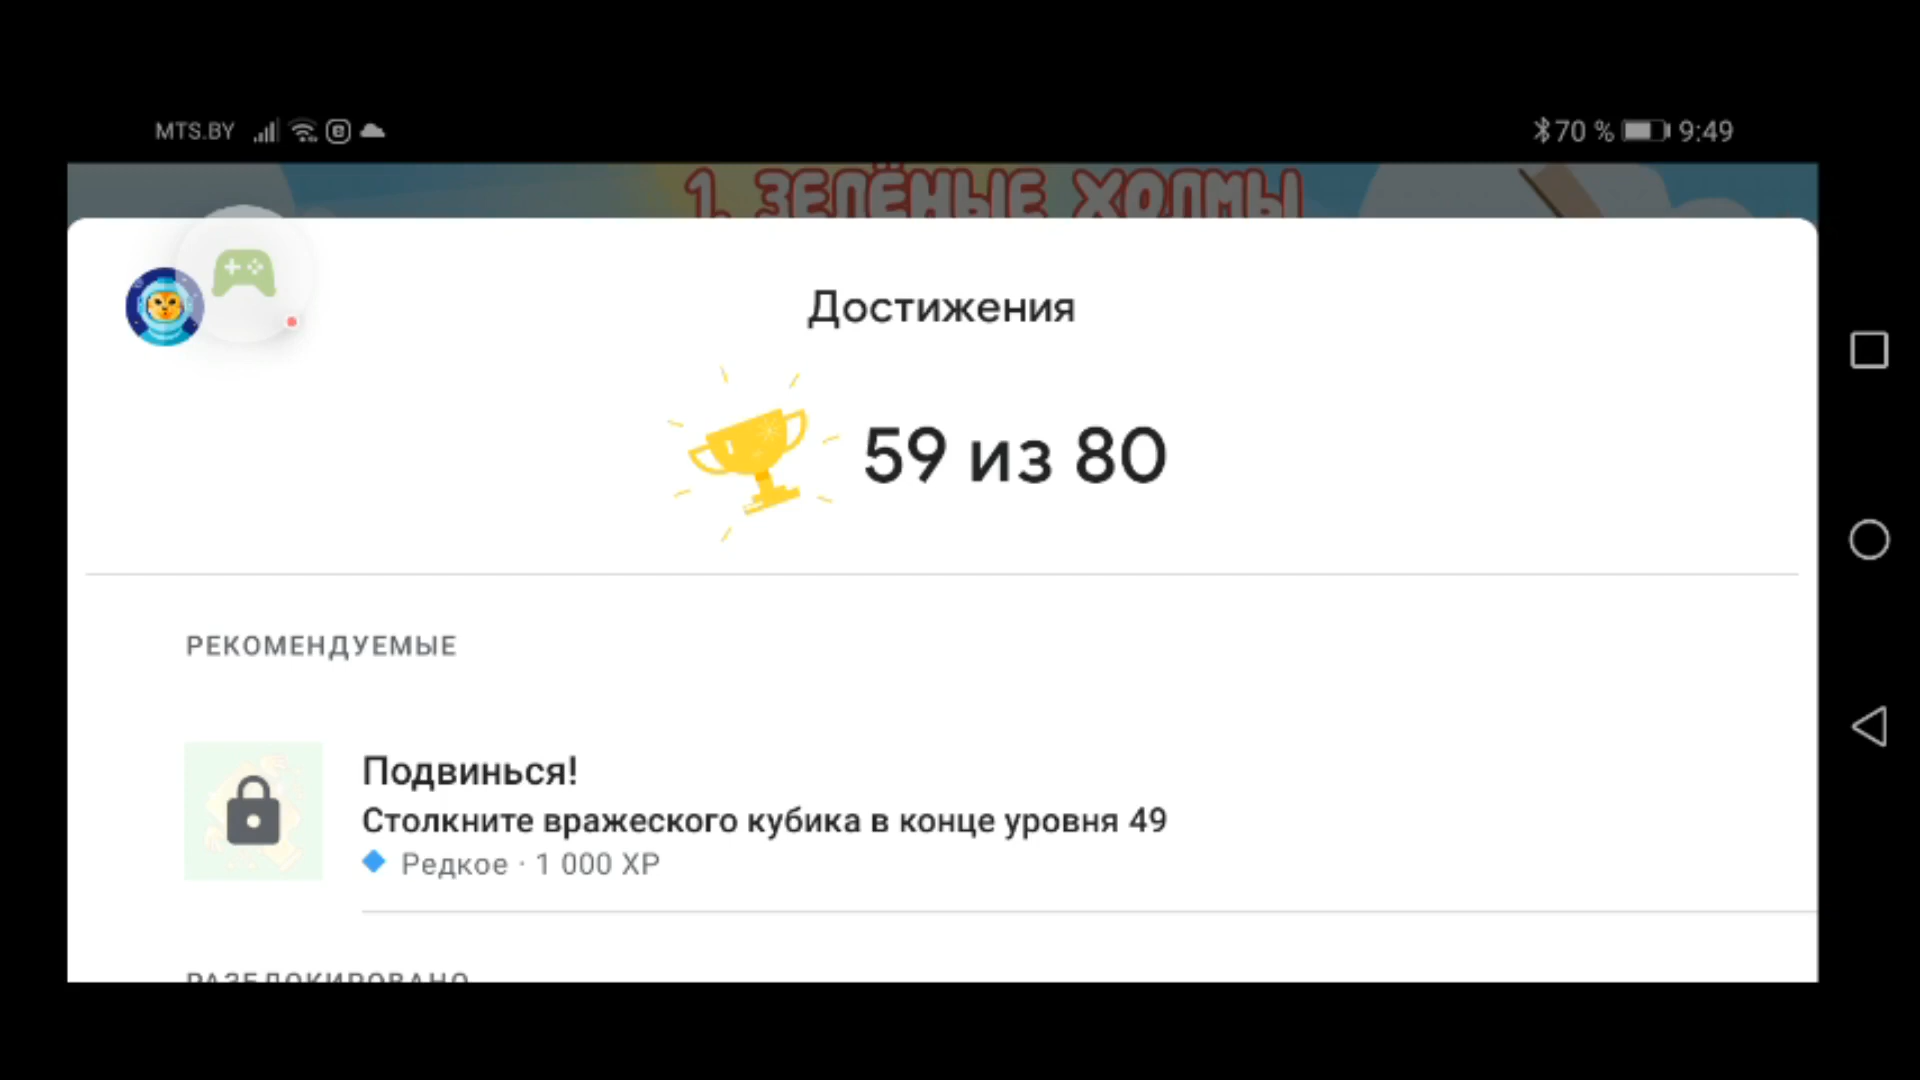 MTS.BY 70 % 9:49
1. ЗЕЛЁНЫЕ ХОЛМЫ
Достижения
59 из 80
РЕКОМЕНДУЕМЫЕ
Подвинься!
Столкните вражеского кубика в конце уровня 49
Редкое · 1 000 XP
РАЗБЛОКИРОВАНО